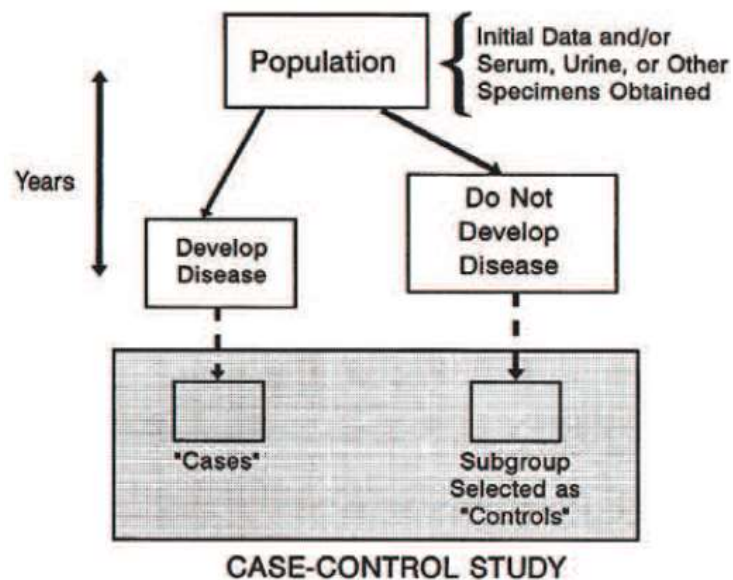 Population
Initial Data and/or
Serum, Urine, or Other
Specimens Obtained
Years
Develop
Disease
Do Not
Develop
Disease
"Cases"
Subgroup
Selected as
"Controls"
CASE-CONTROL STUDY